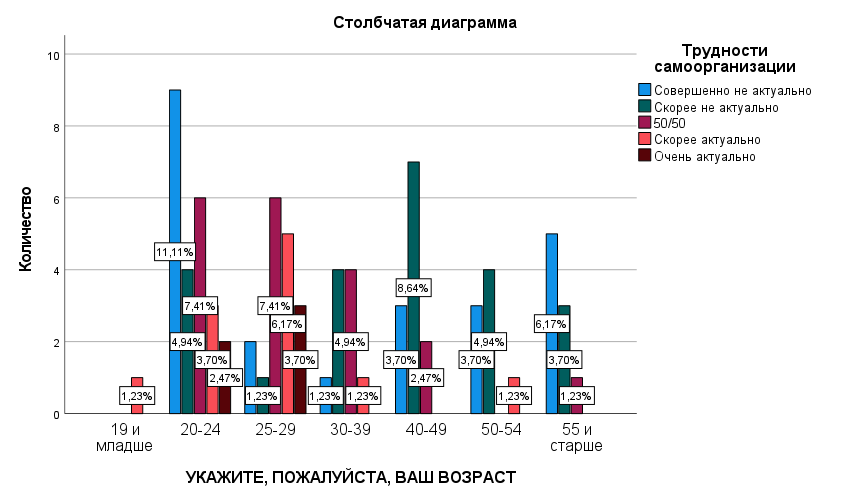 Столбчатая диаграмма
Трудности
самоорганизации
Совершенно не актуально
Скорее не актуально
50/50
Скорее актуально
Очень актуально
Количество
10
8
6
4
2
0
11,11%
8,64%
7,41%
7,41%
6,17%
6,17%
4,94%
4,94%
4,94%
3,70%
3,70%
3,70%
3,70%
3,70%
2,47%
2,47%
1,23%
1,23%
1,23%
1,23%
1,23%
1,23%
19 и
младше
20-24
25-29
30-39
40-49
50-54
55 и
старше
УКАЖИТЕ, ПОЖАЛУЙСТА, ВАШ ВОЗРАСТ